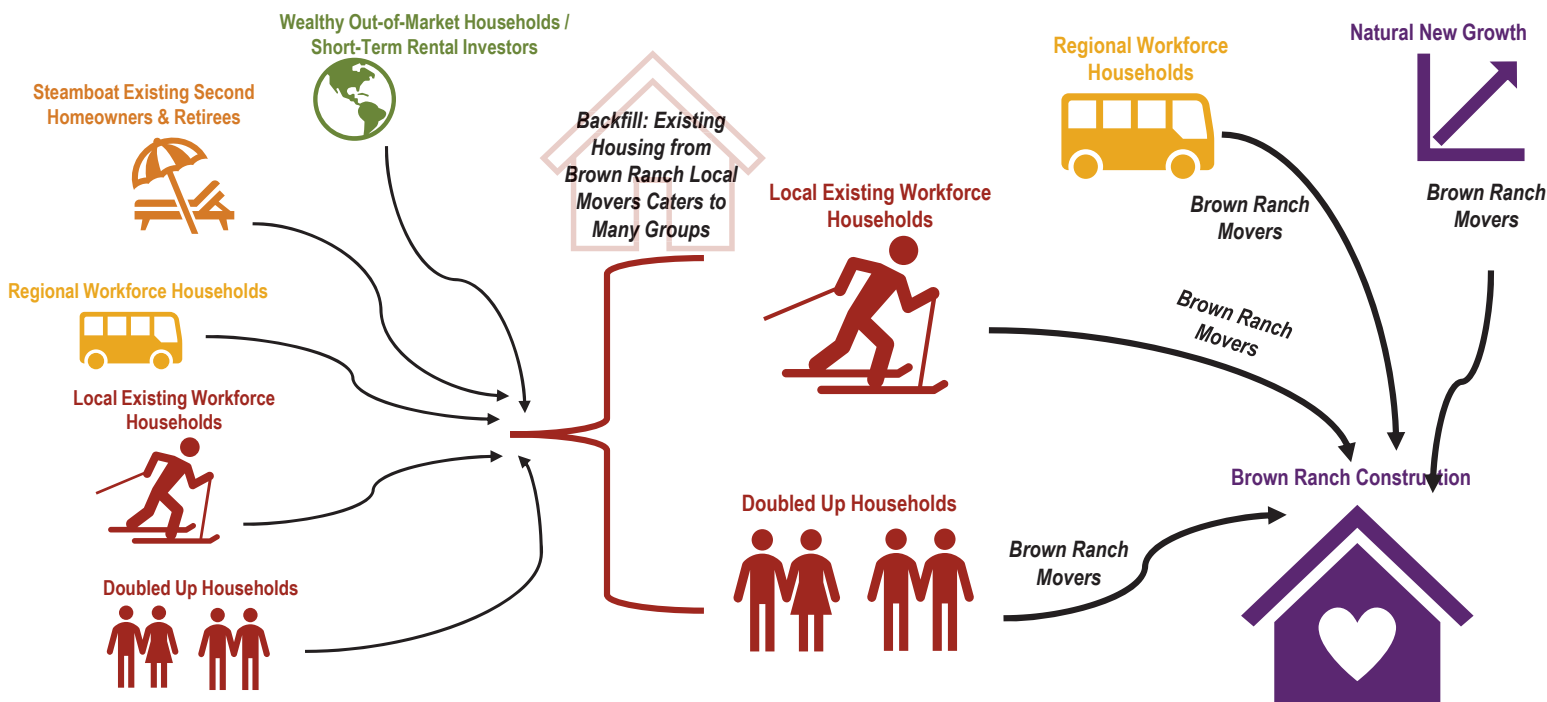 Wealthy Out-of-Market Households /
Short-Term Rental Investors
Steamboat Existing Second
Homeowners & Retirees
Regional Workforce Households
Local Existing Workforce
Households
Doubled Up Households
Backfill: Existing
Housing from
Brown Ranch Local
Movers Caters to
Many Groups
Local Existing Workforce
Households
Doubled Up Households
Regional Workforce
Households
Natural New Growth
Brown Ranch
Movers
Brown Ranch
Movers
Brown Ranch
Movers
Brown Ranch
Movers
Brown Ranch Construction